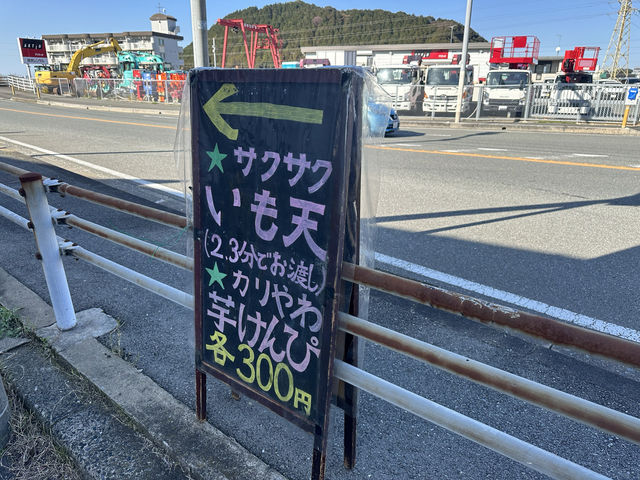 ←
★サクサク
いも天
(2.3分でお渡し)
★カリやわ
芋けんぴ
各300円